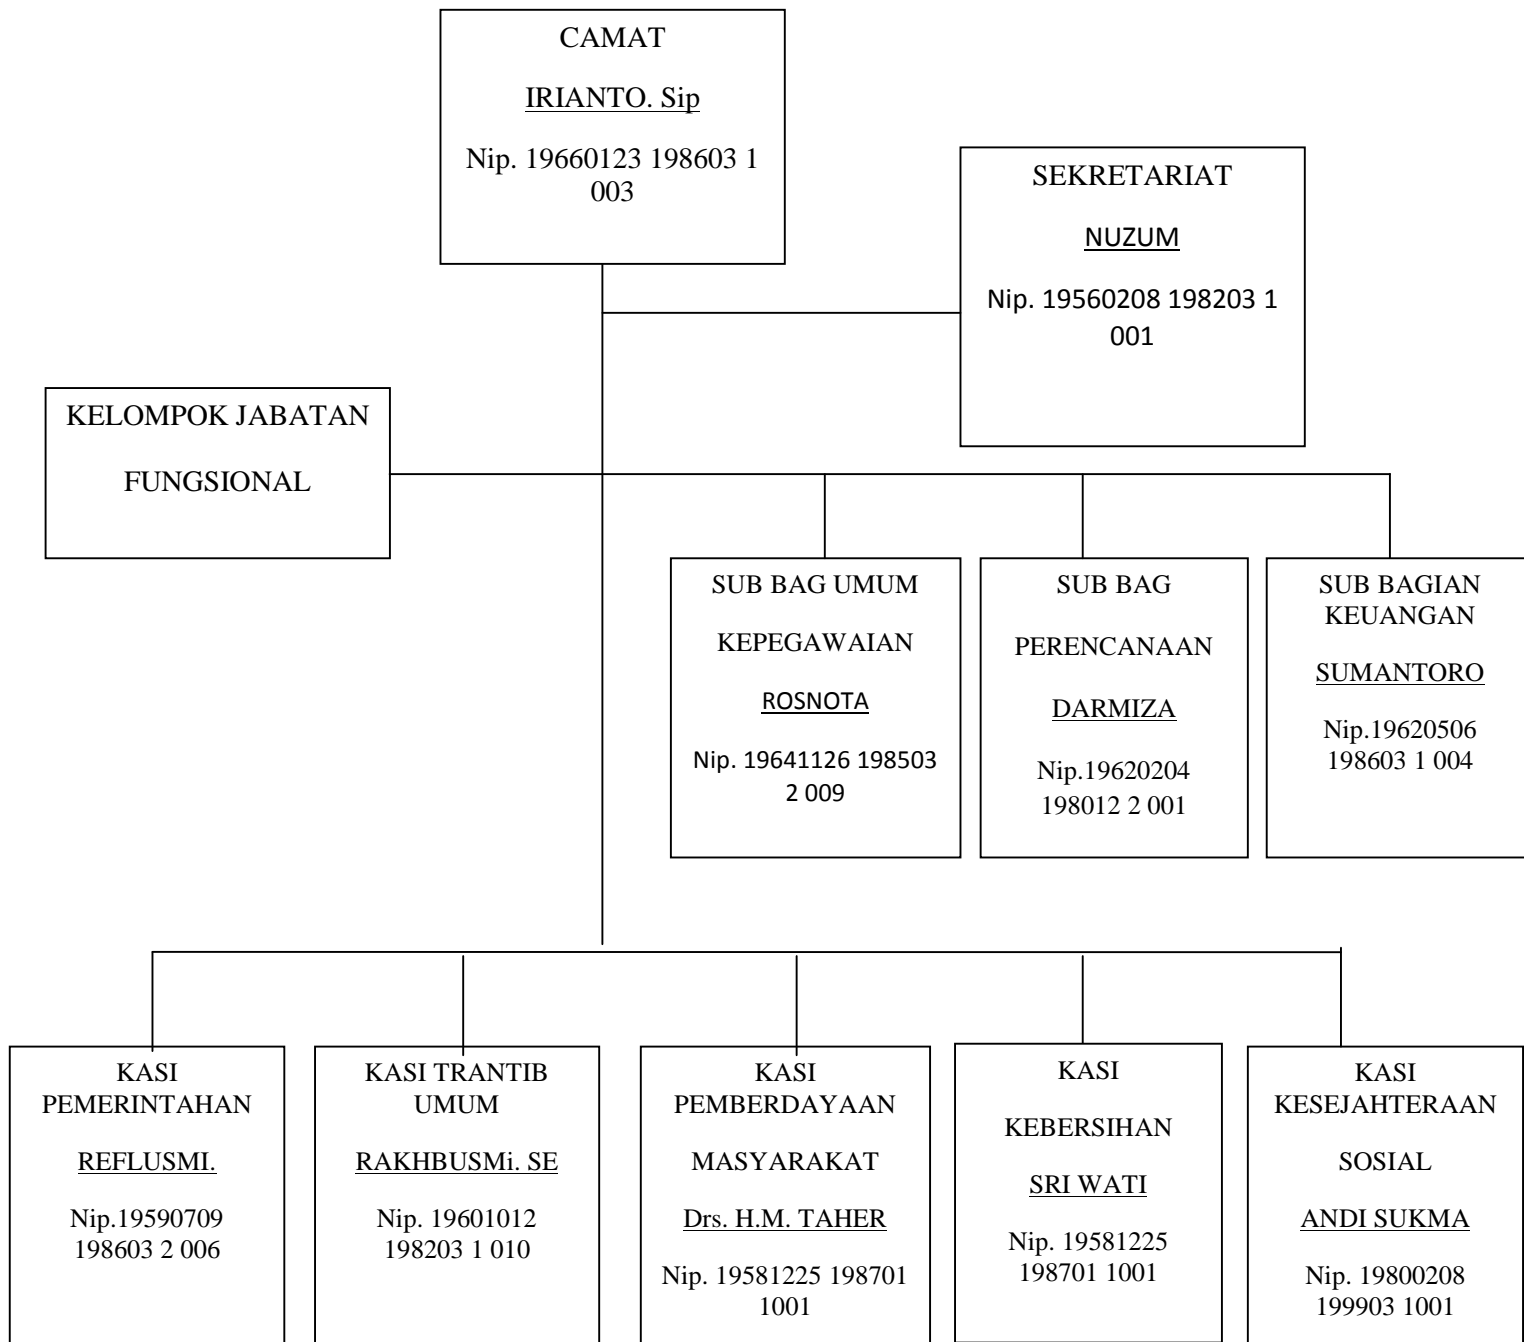 CAMAT
IRIANTO. Sip
Nip. 19660123 198603 1
003
SEKRETARIAT
NUZUM
Nip. 19560208 198203 1
001
KELOMPOK JABATAN
FUNGSIONAL
SUB BAG UMUM
KEPEGAWAIAN
ROSNOTA
Nip. 19641126 198503
2 009
SUB BAG
PERENCANAAN
DARMIZA
Nip.19620204
198012 2 001
SUB BAGIAN
KEUANGAN
SUMANTORO
Nip.19620506
198603 1 004
KASI
PEMERINTAHAN
REFLUSMI.
Nip.19590709
198603 2 006
KASI TRANTIB
UMUM
RAKHBUSMi. SE
Nip. 19601012
198203 1 010
KASI
PEMBERDAYAAN
MASYARAKAT
Drs. H.M. TAHER
Nip. 19581225 198701
1001
KASI
KEBERSIHAN
SRI WATI
Nip. 19581225
198701 1001
KASI
KESEJAHTERAAN
SOSIAL
ANDI SUKMA
Nip. 19800208
199903 1001